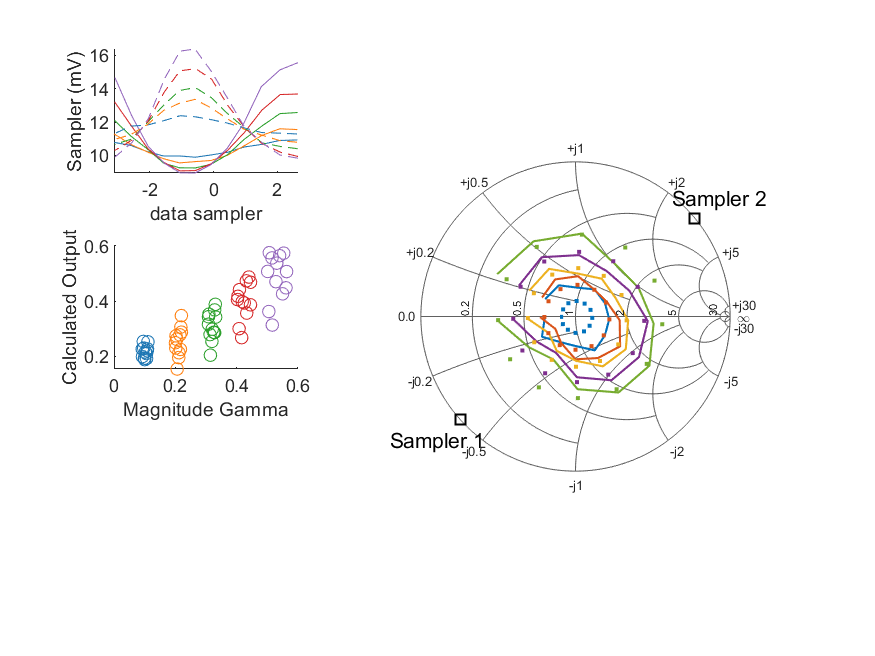 Sampler (mV)
16
14
12
10
-2
0
2
data sampler
Calculated Output
0.6
0.4
0.2
0
0.2
0.4
0.6
Magnitude Gamma
+j1
+j0.5
+j2
Sampler 2
+j0.2
+j5
0.0
0.2
0.5
1
2
5
30
+j30
∞
-j30
-j0.2
-j5
Sampler 1
-j0.5
-j2
-j1